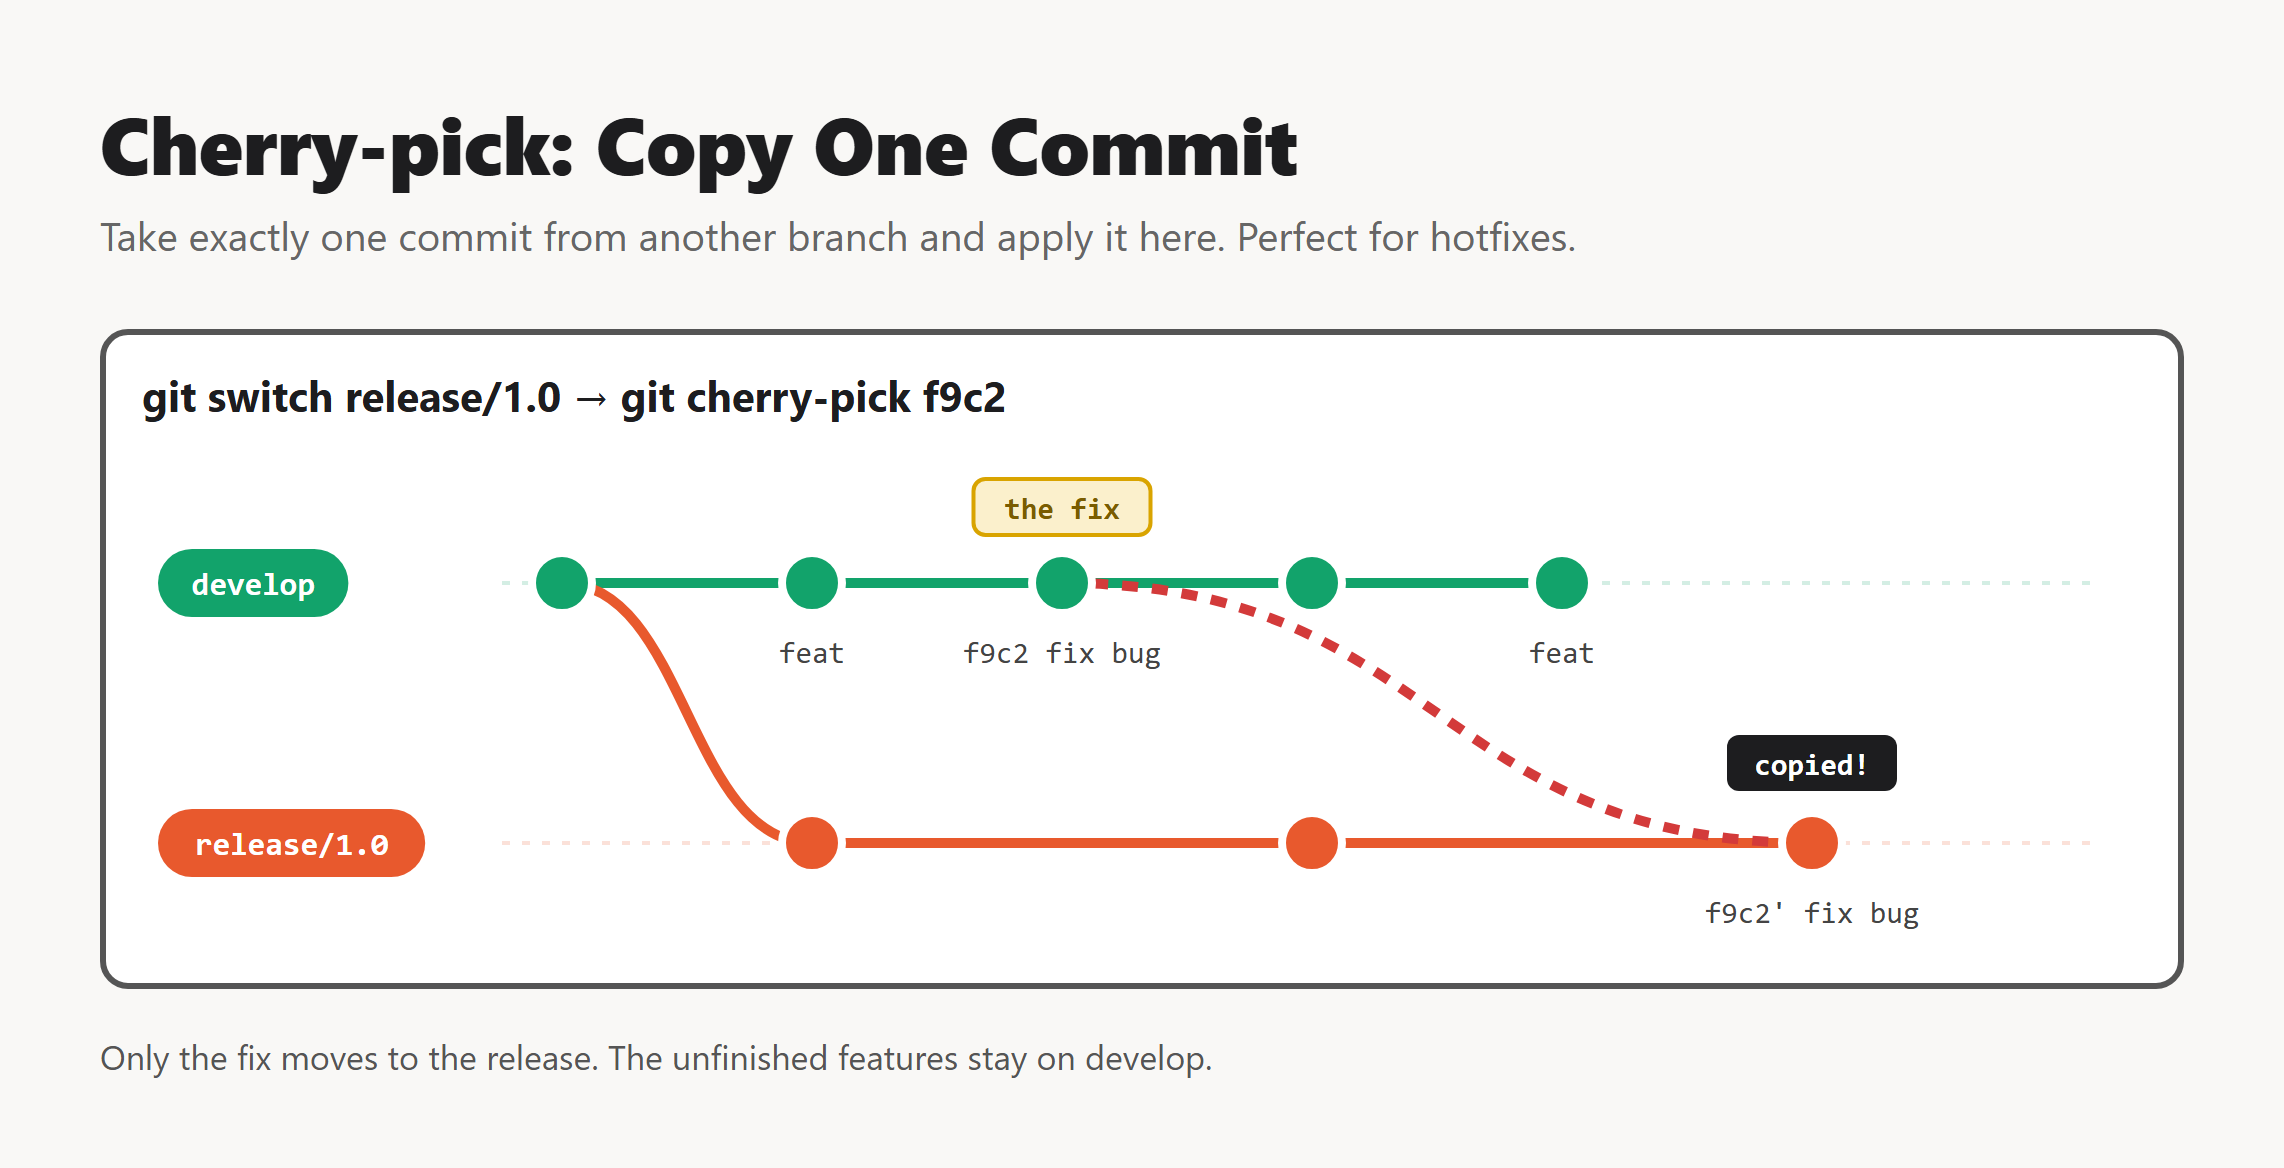 Cherry-pick: Copy One Commit
Take exactly one commit from another branch and apply it here. Perfect for hotfixes.
git switch release/1.0 → git cherry-pick f9c2
the fix
develop
feat
f9c2 fix bug
feat
copied!
release/1.0
f9c2' fix bug
Only the fix moves to the release. The unfinished features stay on develop.